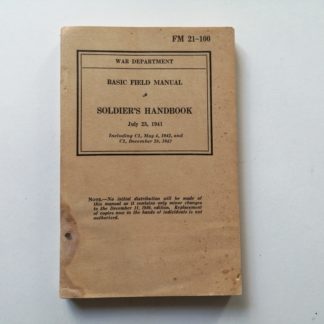 FM 21-100
WAR DEPARTMENT
BASIC FIELD MANUAL
SOLDIER'S HANDBOOK
July 23, 1941
Including C1, May 4, 1942, and
C2, December 28, 1942
NOTE.—No initial distribution will be made of
this manual as it contains only minor changes
to the December 11, 1940, edition. Replacement
of copies now in the hands of individuals is not
authorized.